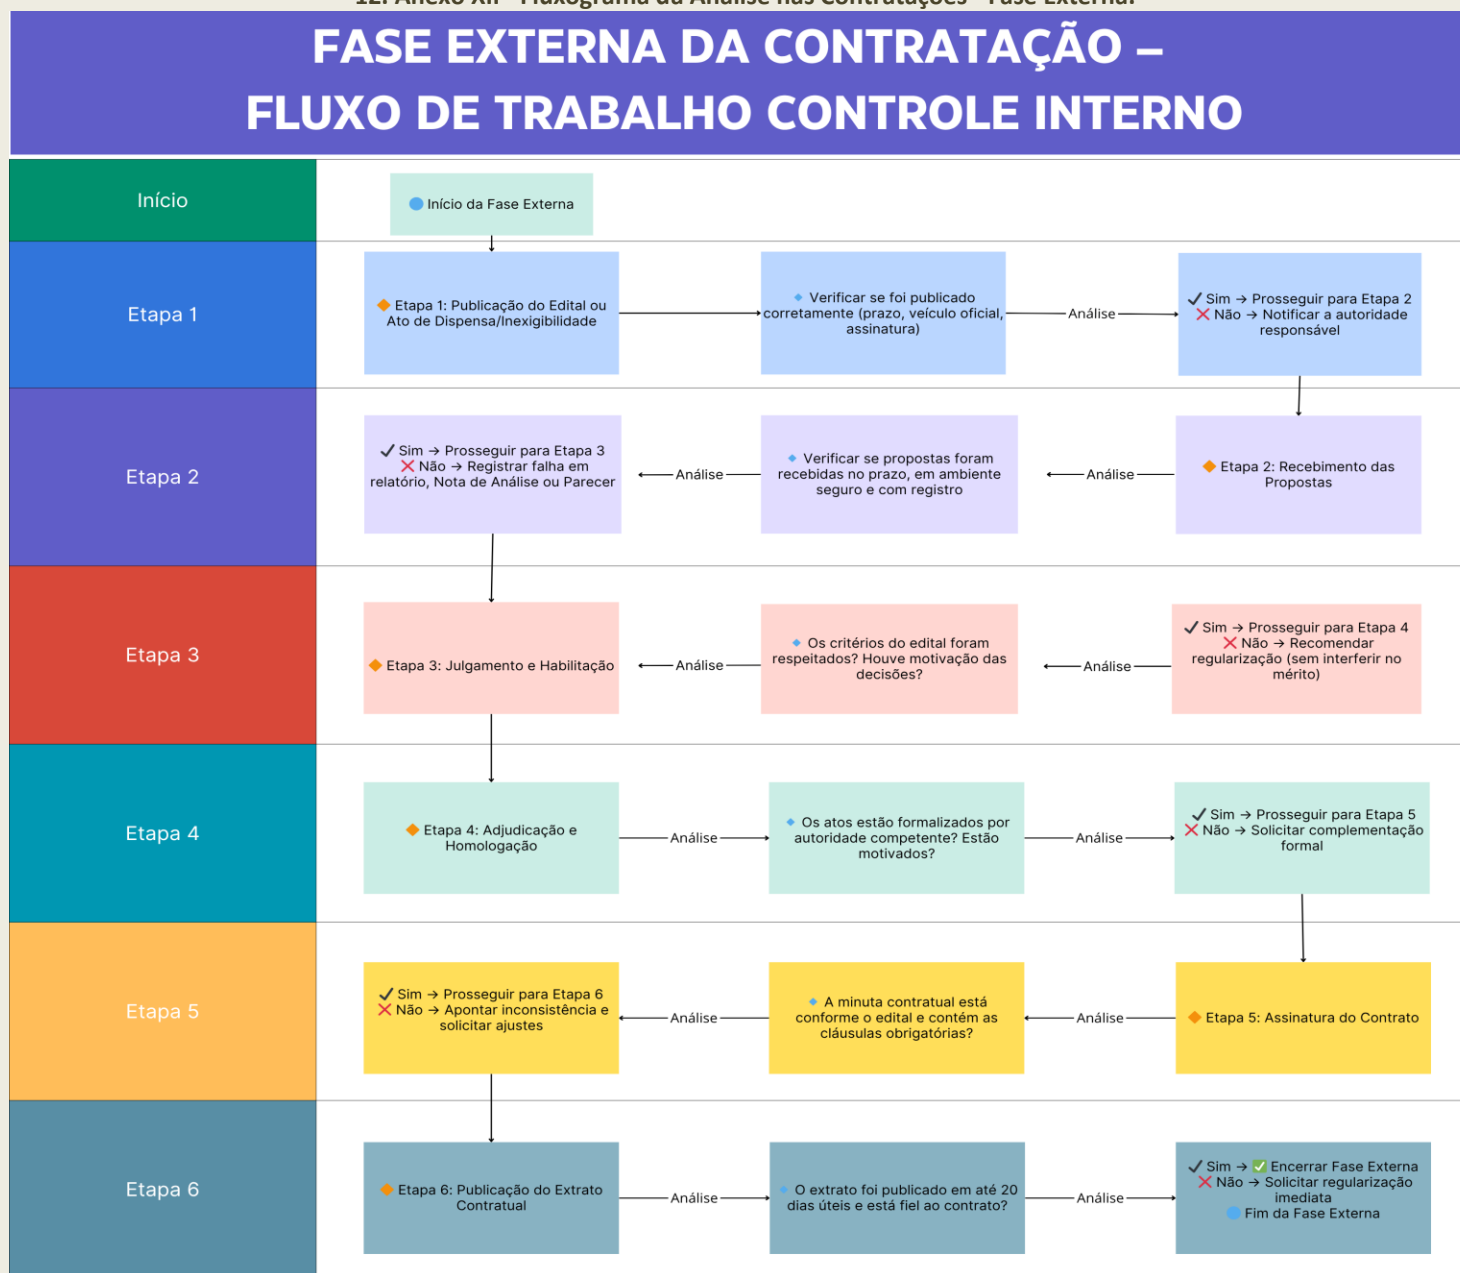 12. Anexo XII - Fluxograma da Análise nas Contratações - Fase Externa.
FASE EXTERNA DA CONTRATAÇÃO –
FLUXO DE TRABALHO CONTROLE INTERNO
Início
Início da Fase Externa
Etapa 1
Etapa 1: Publicação do Edital ou
Ato de Dispensa/Inexigibilidade
Verificar se foi publicado
corretamente (prazo, veículo oficial,
assinatura)
Análise
✔ Sim → Prosseguir para Etapa 2
❌ Não → Notificar a autoridade
responsável
Etapa 2
✔ Sim → Prosseguir para Etapa 3
❌ Não → Registrar falha em
relatório, Nota de Análise ou Parecer
Análise
Verificar se propostas foram
recebidas no prazo, em ambiente
seguro e com registro
Análise
Etapa 2: Recebimento das
Propostas
Etapa 3
Etapa 3: Julgamento e Habilitação
Análise
Os critérios do edital foram
respeitados? Houve motivação das
decisões?
Análise
✔ Sim → Prosseguir para Etapa 4
❌ Não → Recomendar
regularização (sem interferir no
mérito)
Etapa 4
Etapa 4: Adjudicação e
Homologação
Análise
Os atos estão formalizados por
autoridade competente? Estão
motivados?
Análise
✔ Sim → Prosseguir para Etapa 5
❌ Não → Solicitar complementação
formal
Etapa 5
✔ Sim → Prosseguir para Etapa 6
❌ Não → Apontar inconsistência e
solicitar ajustes
Análise
A minuta contratual está
conforme o edital e contém as
cláusulas obrigatórias?
Análise
Etapa 5: Assinatura do Contrato
Etapa 6
Etapa 6: Publicação do Extrato
Contratual
Análise
O extrato foi publicado em até 20
dias úteis e está fiel ao contrato?
Análise
✔ Sim → ✅ Encerrar Fase Externa
❌ Não → Solicitar regularização
imediata
Fim da Fase Externa